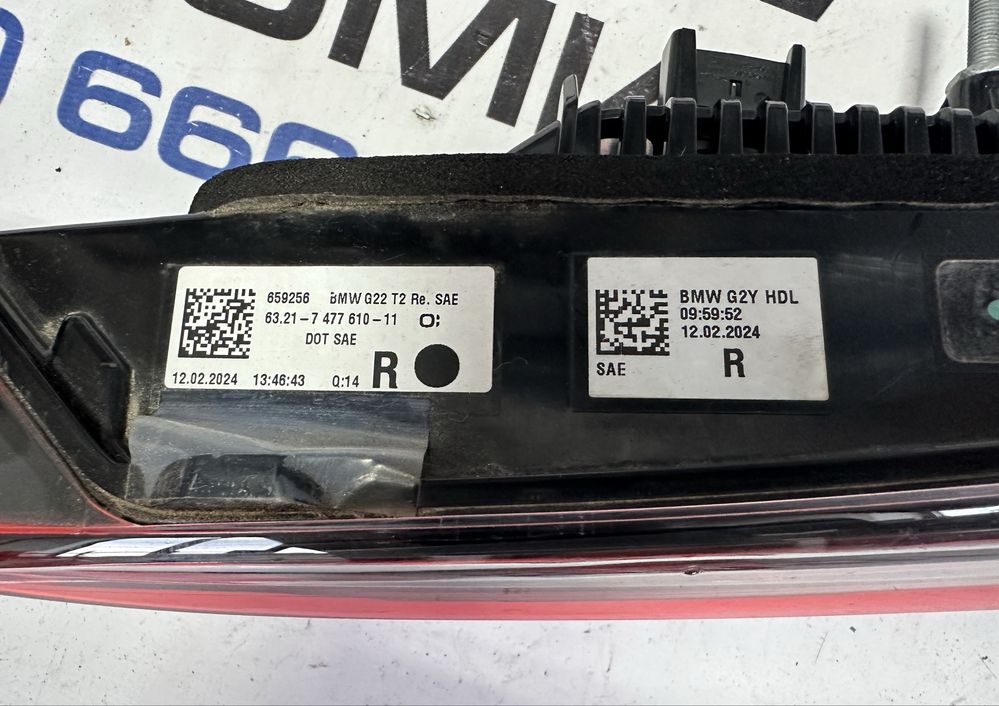 66
659256 BMW G22 T2 Re. SAE
63.21-7 477 610-11 O;
DOT SAE
12.02.2024 13:46:43 Q:14 R
BMW G2Y HDL
09:59:52
12.02.2024
SAE R